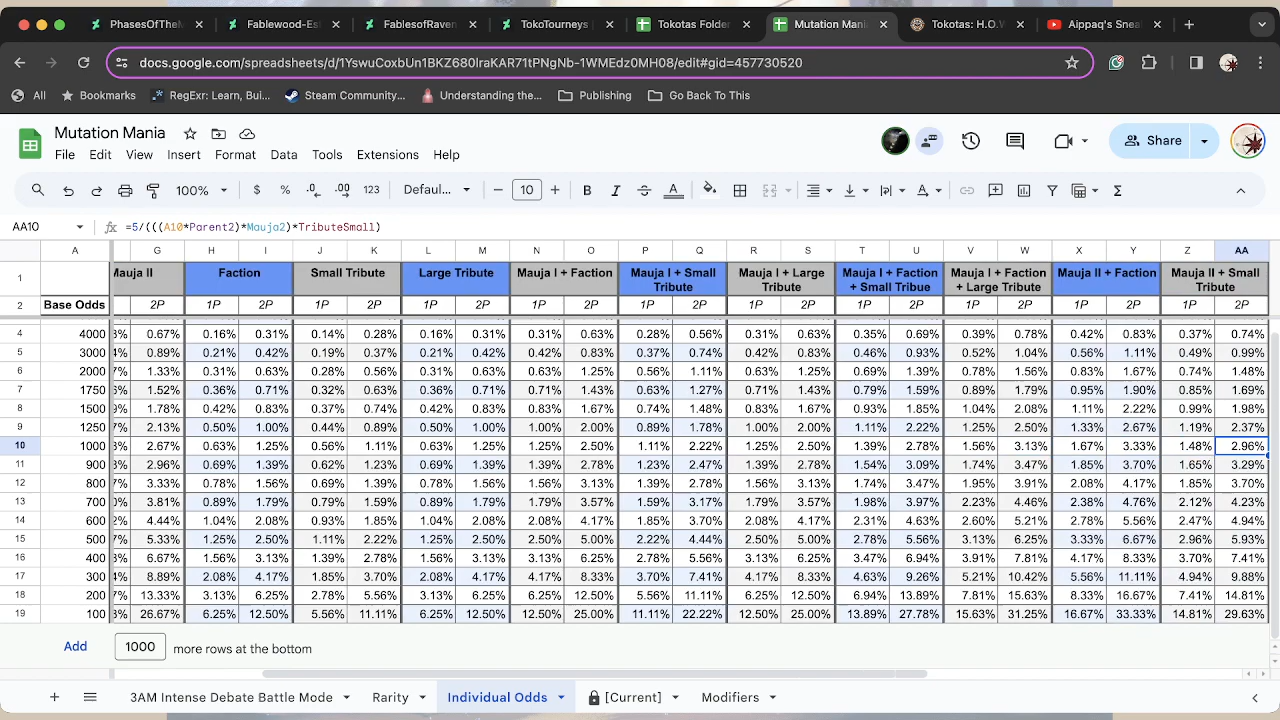 PhasesOfTheM
Fablewood-Es
FablesofRaven
TokoTourneys
Tokotas Folder
Mutation Mania
Tokotas: H.O.W
Aippaq's Snea
docs.google.com/spreadsheets/d/1YswuCoxbUn1BKZ680IraKAR71tPNgNb-1WMEdz0MH08/edit#gid=457730520
All Bookmarks RegExr: Learn, Bui... Steam Community... Understanding the... Publishing Go Back To This
Mutation Mania
File Edit View Insert Format Data Tools Extensions Help
Share
100% $ % .0 .00 123 Defaul... − 10 + B I A Σ
AA10 fx =5/(((A10*Parent2)*Mauja2)*TributeSmall)
A G H I J K L M N O P Q R S T U V W X Y Z AA
1 Mauja II Faction Small Tribute Large Tribute Mauja I + Faction Mauja I + Small Tribute Mauja I + Large Tribute Mauja I + Faction + Small Tribue Mauja I + Faction + Large Tribute Mauja II + Faction Mauja II + Small Tribute
2 Base Odds 2P 1P 2P 1P 2P 1P 2P 1P 2P 1P 2P 1P 2P 1P 2P 1P 2P 1P 2P 1P 2P
4 4000 3% 0.67% 0.16% 0.31% 0.14% 0.28% 0.16% 0.31% 0.31% 0.63% 0.28% 0.56% 0.31% 0.63% 0.35% 0.69% 0.39% 0.78% 0.42% 0.83% 0.37% 0.74%
5 3000 4% 0.89% 0.21% 0.42% 0.19% 0.37% 0.21% 0.42% 0.42% 0.83% 0.37% 0.74% 0.42% 0.83% 0.46% 0.93% 0.52% 1.04% 0.56% 1.11% 0.49% 0.99%
6 2000 7% 1.33% 0.31% 0.63% 0.28% 0.56% 0.31% 0.63% 0.63% 1.25% 0.56% 1.11% 0.63% 1.25% 0.69% 1.39% 0.78% 1.56% 0.83% 1.67% 0.74% 1.48%
7 1750 6% 1.52% 0.36% 0.71% 0.32% 0.63% 0.36% 0.71% 0.71% 1.43% 0.63% 1.27% 0.71% 1.43% 0.79% 1.59% 0.89% 1.79% 0.95% 1.90% 0.85% 1.69%
8 1500 9% 1.78% 0.42% 0.83% 0.37% 0.74% 0.42% 0.83% 0.83% 1.67% 0.74% 1.48% 0.83% 1.67% 0.93% 1.85% 1.04% 2.08% 1.11% 2.22% 0.99% 1.98%
9 1250 7% 2.13% 0.50% 1.00% 0.44% 0.89% 0.50% 1.00% 1.00% 2.00% 0.89% 1.78% 1.00% 2.00% 1.11% 2.22% 1.25% 2.50% 1.33% 2.67% 1.19% 2.37%
10 1000 3% 2.67% 0.63% 1.25% 0.56% 1.11% 0.63% 1.25% 1.25% 2.50% 1.11% 2.22% 1.25% 2.50% 1.39% 2.78% 1.56% 3.13% 1.67% 3.33% 1.48% 2.96%
11 900 8% 2.96% 0.69% 1.39% 0.62% 1.23% 0.69% 1.39% 1.39% 2.78% 1.23% 2.47% 1.39% 2.78% 1.54% 3.09% 1.74% 3.47% 1.85% 3.70% 1.65% 3.29%
12 800 7% 3.33% 0.78% 1.56% 0.69% 1.39% 0.78% 1.56% 1.56% 3.13% 1.39% 2.78% 1.56% 3.13% 1.74% 3.47% 1.95% 3.91% 2.08% 4.17% 1.85% 3.70%
13 700 0% 3.81% 0.89% 1.79% 0.79% 1.59% 0.89% 1.79% 1.79% 3.57% 1.59% 3.17% 1.79% 3.57% 1.98% 3.97% 2.23% 4.46% 2.38% 4.76% 2.12% 4.23%
14 600 2% 4.44% 1.04% 2.08% 0.93% 1.85% 1.04% 2.08% 2.08% 4.17% 1.85% 3.70% 2.08% 4.17% 2.31% 4.63% 2.60% 5.21% 2.78% 5.56% 2.47% 4.94%
15 500 7% 5.33% 1.25% 2.50% 1.11% 2.22% 1.25% 2.50% 2.50% 5.00% 2.22% 4.44% 2.50% 5.00% 2.78% 5.56% 3.13% 6.25% 3.33% 6.67% 2.96% 5.93%
16 400 3% 6.67% 1.56% 3.13% 1.39% 2.78% 1.56% 3.13% 3.13% 6.25% 2.78% 5.56% 3.13% 6.25% 3.47% 6.94% 3.91% 7.81% 4.17% 8.33% 3.70% 7.41%
17 300 4% 8.89% 2.08% 4.17% 1.85% 3.70% 2.08% 4.17% 4.17% 8.33% 3.70% 7.41% 4.17% 8.33% 4.63% 9.26% 5.21% 10.42% 5.56% 11.11% 4.94% 9.88%
18 200 7% 13.33% 3.13% 6.25% 2.78% 5.56% 3.13% 6.25% 6.25% 12.50% 5.56% 11.11% 6.25% 12.50% 6.94% 13.89% 7.81% 15.63% 8.33% 16.67% 7.41% 14.81%
19 100 3% 26.67% 6.25% 12.50% 5.56% 11.11% 6.25% 12.50% 12.50% 25.00% 11.11% 22.22% 12.50% 25.00% 13.89% 27.78% 15.63% 31.25% 16.67% 33.33% 14.81% 29.63%
Add 1000 more rows at the bottom
3AM Intense Debate Battle Mode Rarity Individual Odds [Current] Modifiers